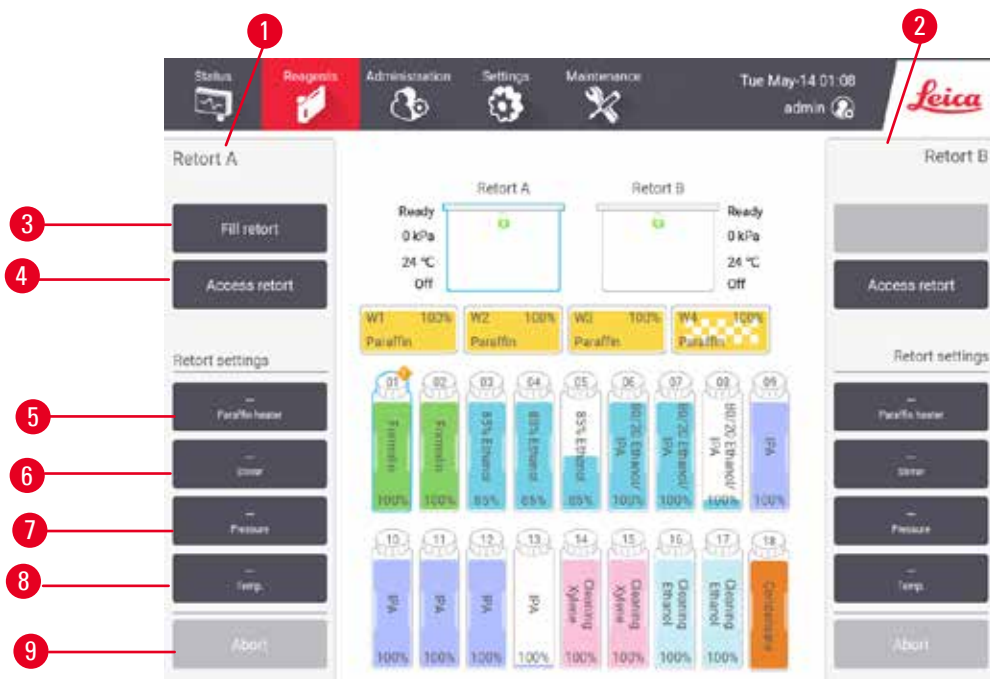 1
2
Status
Reagents
Administration
Settings
Maintenance
Tue May-14 01:08
admin
Leica
Retort A
Retort B
Retort A
Retort B
3
Fill retort
4
Access retort
Ready
0 kPa
24 °C
Off
Ready
0 kPa
24 °C
Off
Access retort
W1 100%
Paraffin
W2 100%
Paraffin
W3 100%
Paraffin
W4 100%
Paraffin
Retort settings
Retort settings
5
--
Paraffin heater
6
--
Stirrer
7
--
Pressure
8
--
Temp.
9
Abort
01
Formalin
100%
02
Formalin
100%
03
85% Ethanol
85%
04
85% Ethanol
85%
05
85% Ethanol
85%
06
80/20 Ethanol/
IPA
100%
07
80/20 Ethanol/
IPA
100%
08
80/20 Ethanol/
IPA
100%
09
IPA
100%
10
IPA
100%
11
IPA
100%
12
IPA
100%
13
IPA
100%
14
Cleaning
Xylene
100%
15
Cleaning
Xylene
100%
16
Cleaning
Ethanol
100%
17
Cleaning
Ethanol
100%
18
Condensate
--
Paraffin heater
--
Stirrer
--
Pressure
--
Temp.
Abort